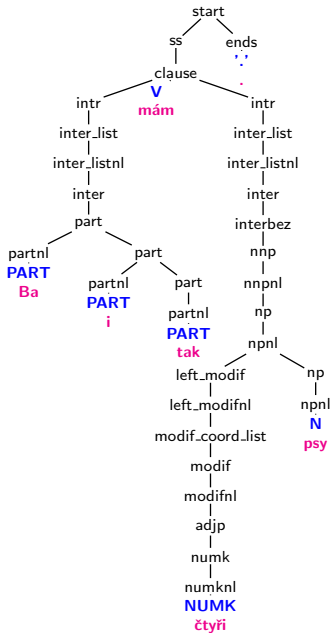 start
ss ends
clause '.'
intr V . intr
mám
inter_list inter_list
inter_listnl inter_listnl
inter inter
part interbez
partnl part nnp
PART partnl part nnpnl
Ba PART partnl np
i PART npnl
tak
left_modif np
left_modifnl npnl
modif_coord_list N
modif psy
modifnl
adjp
numk
numknl
NUMK
čtyři